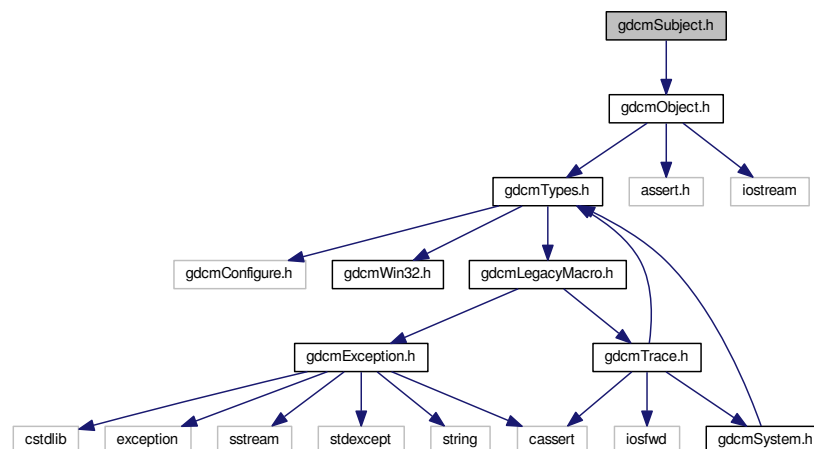 gdcmSubject.h
gdcmObject.h
gdcmTypes.h
assert.h
iostream
gdcmConfigure.h
gdcmWin32.h
gdcmLegacyMacro.h
gdcmException.h
gdcmTrace.h
cstdlib
exception
sstream
stdexcept
string
cassert
iosfwd
gdcmSystem.h